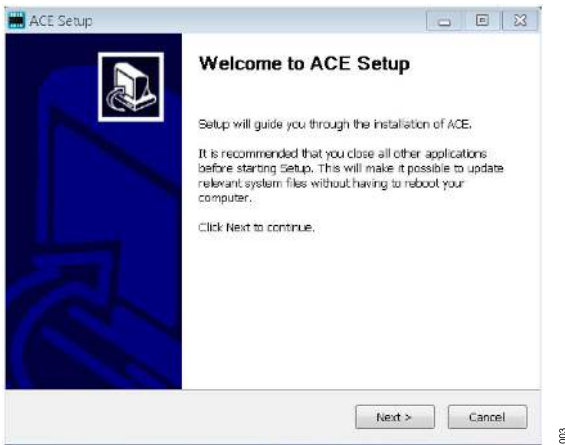 ACE Setup
Welcome to ACE Setup
Setup will guide you through the installation of ACE.
It is recommended that you close all other applications
before starting Setup. This will make it possible to update
relevant system files without having to reboot your
computer.
Click Next to continue.
Next >
Cancel
003